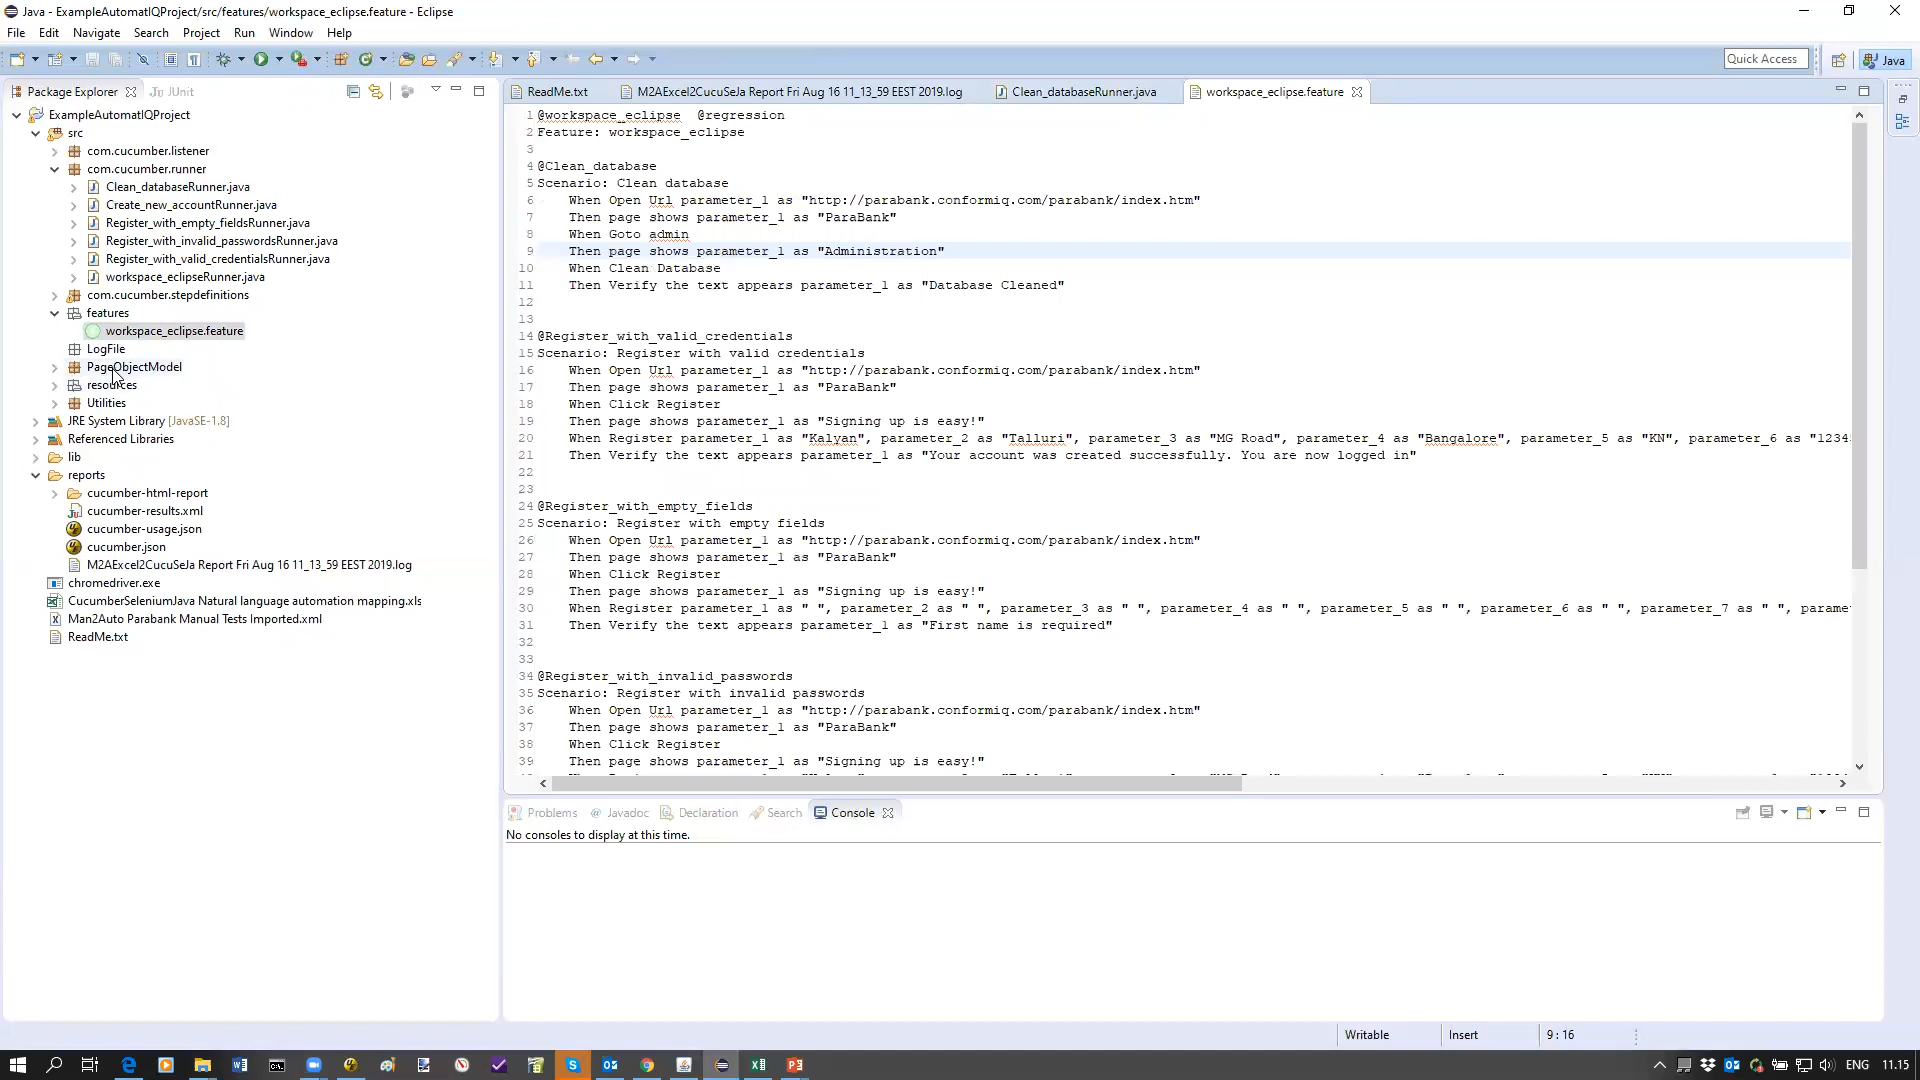 Java - ExampleAutomatIQProject/src/features/workspace_eclipse.feature - Eclipse
File Edit Navigate Search Project Run Window Help
Quick Access
Java
Package Explorer
JUnit
ExampleAutomatIQProject
src
com.cucumber.listener
com.cucumber.runner
Clean_databaseRunner.java
Create_new_accountRunner.java
Register_with_empty_fieldsRunner.java
Register_with_invalid_passwordsRunner.java
Register_with_valid_credentialsRunner.java
workspace_eclipseRunner.java
com.cucumber.stepdefinitions
features
workspace_eclipse.feature
LogFile
PageObjectModel
resources
Utilities
JRE System Library [JavaSE-1.8]
Referenced Libraries
lib
reports
cucumber-html-report
cucumber-results.xml
cucumber-usage.json
cucumber.json
M2AExcel2CucuSeJa Report Fri Aug 16 11_13_59 EEST 2019.log
chromedriver.exe
CucumberSeleniumJava Natural language automation mapping.xls
Man2Auto Parabank Manual Tests Imported.xml
ReadMe.txt
ReadMe.txt
M2AExcel2CucuSeJa Report Fri Aug 16 11_13_59 EEST 2019.log
Clean_databaseRunner.java
workspace_eclipse.feature
1 @workspace_eclipse @regression
2 Feature: workspace_eclipse
3
4 @Clean_database
5 Scenario: Clean database
6 When Open Url parameter_1 as "http://parabank.conformiq.com/parabank/index.htm"
7 Then page shows parameter_1 as "ParaBank"
8 When Goto admin
9 Then page shows parameter_1 as "Administration"
10 When Clean Database
11 Then Verify the text appears parameter_1 as "Database Cleaned"
12
13
14 @Register_with_valid_credentials
15 Scenario: Register with valid credentials
16 When Open Url parameter_1 as "http://parabank.conformiq.com/parabank/index.htm"
17 Then page shows parameter_1 as "ParaBank"
18 When Click Register
19 Then page shows parameter_1 as "Signing up is easy!"
20 When Register parameter_1 as "Kalyan", parameter_2 as "Talluri", parameter_3 as "MG Road", parameter_4 as "Bangalore", parameter_5 as "KN", parameter_6 as "1234
21 Then Verify the text appears parameter_1 as "Your account was created successfully. You are now logged in"
22
23
24 @Register_with_empty_fields
25 Scenario: Register with empty fields
26 When Open Url parameter_1 as "http://parabank.conformiq.com/parabank/index.htm"
27 Then page shows parameter_1 as "ParaBank"
28 When Click Register
29 Then page shows parameter_1 as "Signing up is easy!"
30 When Register parameter_1 as " ", parameter_2 as " ", parameter_3 as " ", parameter_4 as " ", parameter_5 as " ", parameter_6 as " ", parameter_7 as " ", parame
31 Then Verify the text appears parameter_1 as "First name is required"
32
33
34 @Register_with_invalid_passwords
35 Scenario: Register with invalid passwords
36 When Open Url parameter_1 as "http://parabank.conformiq.com/parabank/index.htm"
37 Then page shows parameter_1 as "ParaBank"
38 When Click Register
39 Then page shows parameter_1 as "Signing up is easy!"
Problems Javadoc Declaration Search Console
No consoles to display at this time.
Writable Insert 9 : 16
ENG 11.15